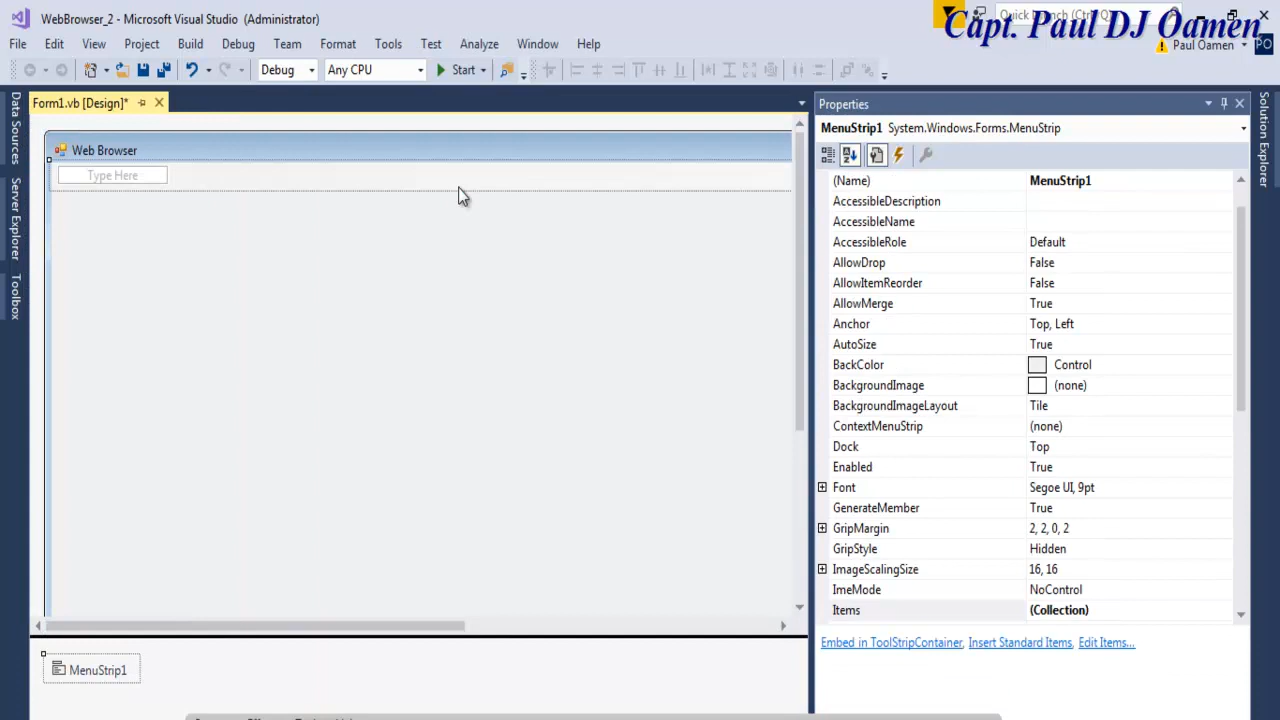 WebBrowser_2 - Microsoft Visual Studio (Administrator)
Capt. Paul DJ Oamen
File Edit View Project Build Debug Team Format Tools Test Analyze Window Help
Paul Oamen PO
Debug Any CPU Start
Form1.vb [Design]*
Properties
Data Sources
Server Explorer
Toolbox
Solution Explorer
MenuStrip1 System.Windows.Forms.MenuStrip
Web Browser
Type Here
(Name) MenuStrip1
AccessibleDescription
AccessibleName
AccessibleRole Default
AllowDrop False
AllowItemReorder False
AllowMerge True
Anchor Top, Left
AutoSize True
BackColor Control
BackgroundImage (none)
BackgroundImageLayout Tile
ContextMenuStrip (none)
Dock Top
Enabled True
Font Segoe UI, 9pt
GenerateMember True
GripMargin 2, 2, 0, 2
GripStyle Hidden
ImageScalingSize 16, 16
ImeMode NoControl
Items (Collection)
Embed in ToolStripContainer, Insert Standard Items, Edit Items...
MenuStrip1